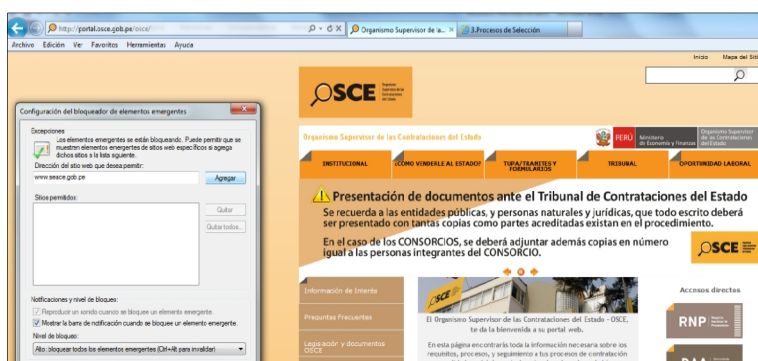 http://portal.osce.gob.pe/osce/
Organismo Supervisor de la...
3.Procesos de Selección
Archivo Edición Ver Favoritos Herramientas Ayuda
Inicio Mapa del Siti
OSCE
Configuración del bloqueador de elementos emergentes
Excepciones
Los elementos emergentes se están bloqueando. Puede permitir que se
muestren elementos emergentes de sitios web específicos si agrega
dichos sitios a la lista siguiente.
Dirección del sitio web que desea permitir:
www.seace.gob.pe
Agregar
Sitios permitidos:
Quitar
Quitar todos...
Notificaciones y nivel de bloqueo:
Reproducir un sonido cuando se bloquee un elemento emergente.
Mostrar la barra de notificación cuando se bloquee un elemento emergente.
Nivel de bloqueo:
Alto: bloquear todos los elementos emergentes (Ctrl+Alt para invalidar)
Organismo Supervisor de las Contrataciones del Estado
PERÚ
Ministerio
de Economía y Finanzas
Organismo Supervisor
de las Contrataciones
del Estado
INSTITUCIONAL
¿CÓMO VENDERLE AL ESTADO?
TUPA/TRAMITES Y
FORMULARIOS
TRIBUNAL
OPORTUNIDAD LABORAL
Presentación de documentos ante el Tribunal de Contrataciones del Estado
Se recuerda a las entidades públicas, y personas naturales y jurídicas, que todo escrito deberá
ser presentado con tantas copias como partes acreditadas existan en el procedimiento.
En el caso de los CONSORCIOS, se deberá adjuntar además copias en número
igual a las personas integrantes del CONSORCIO.
OSCE
Información de Interés
Preguntas Frecuentes
Legislación y documentos
OSCE
OSCE
El Organismo Supervisor de las Contrataciones del Estado - OSCE,
te da la bienvenida a su portal web.
En esta página encontrarás toda la información necesaria sobre los
requisitos, procesos, y seguimiento a tus procesos de contratación
Accesos directos
RNP